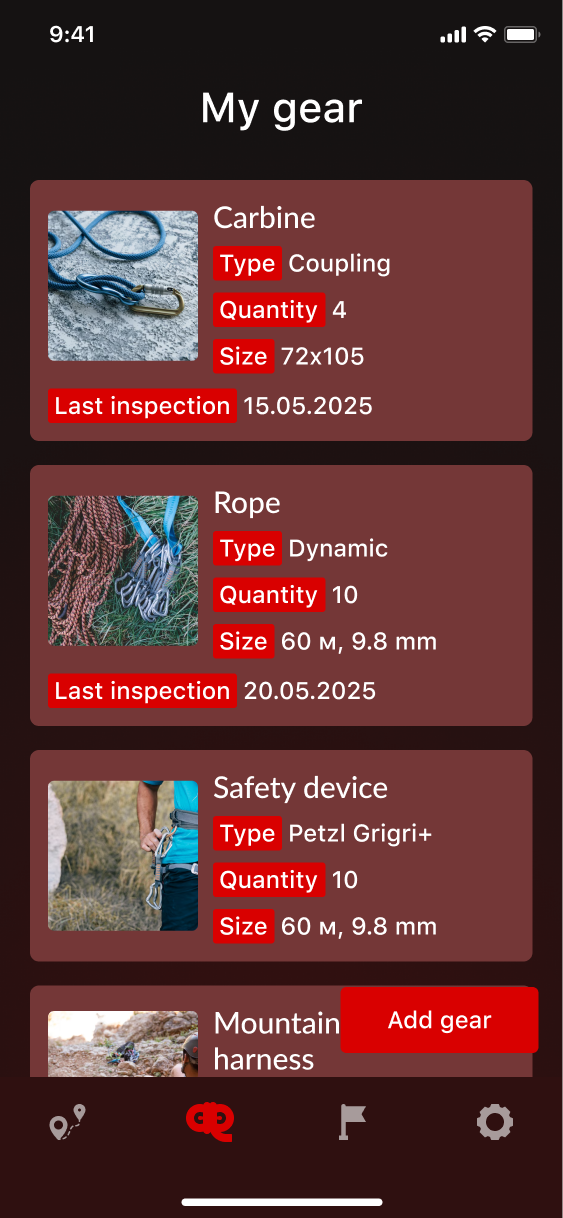 9:41
My gear
Carbine
Type Coupling
Quantity 4
Size 72x105
Last inspection 15.05.2025
Rope
Type Dynamic
Quantity 10
Size 60 м, 9.8 mm
Last inspection 20.05.2025
Safety device
Type Petzl Grigri+
Quantity 10
Size 60 м, 9.8 mm
Mountain
harness
Add gear